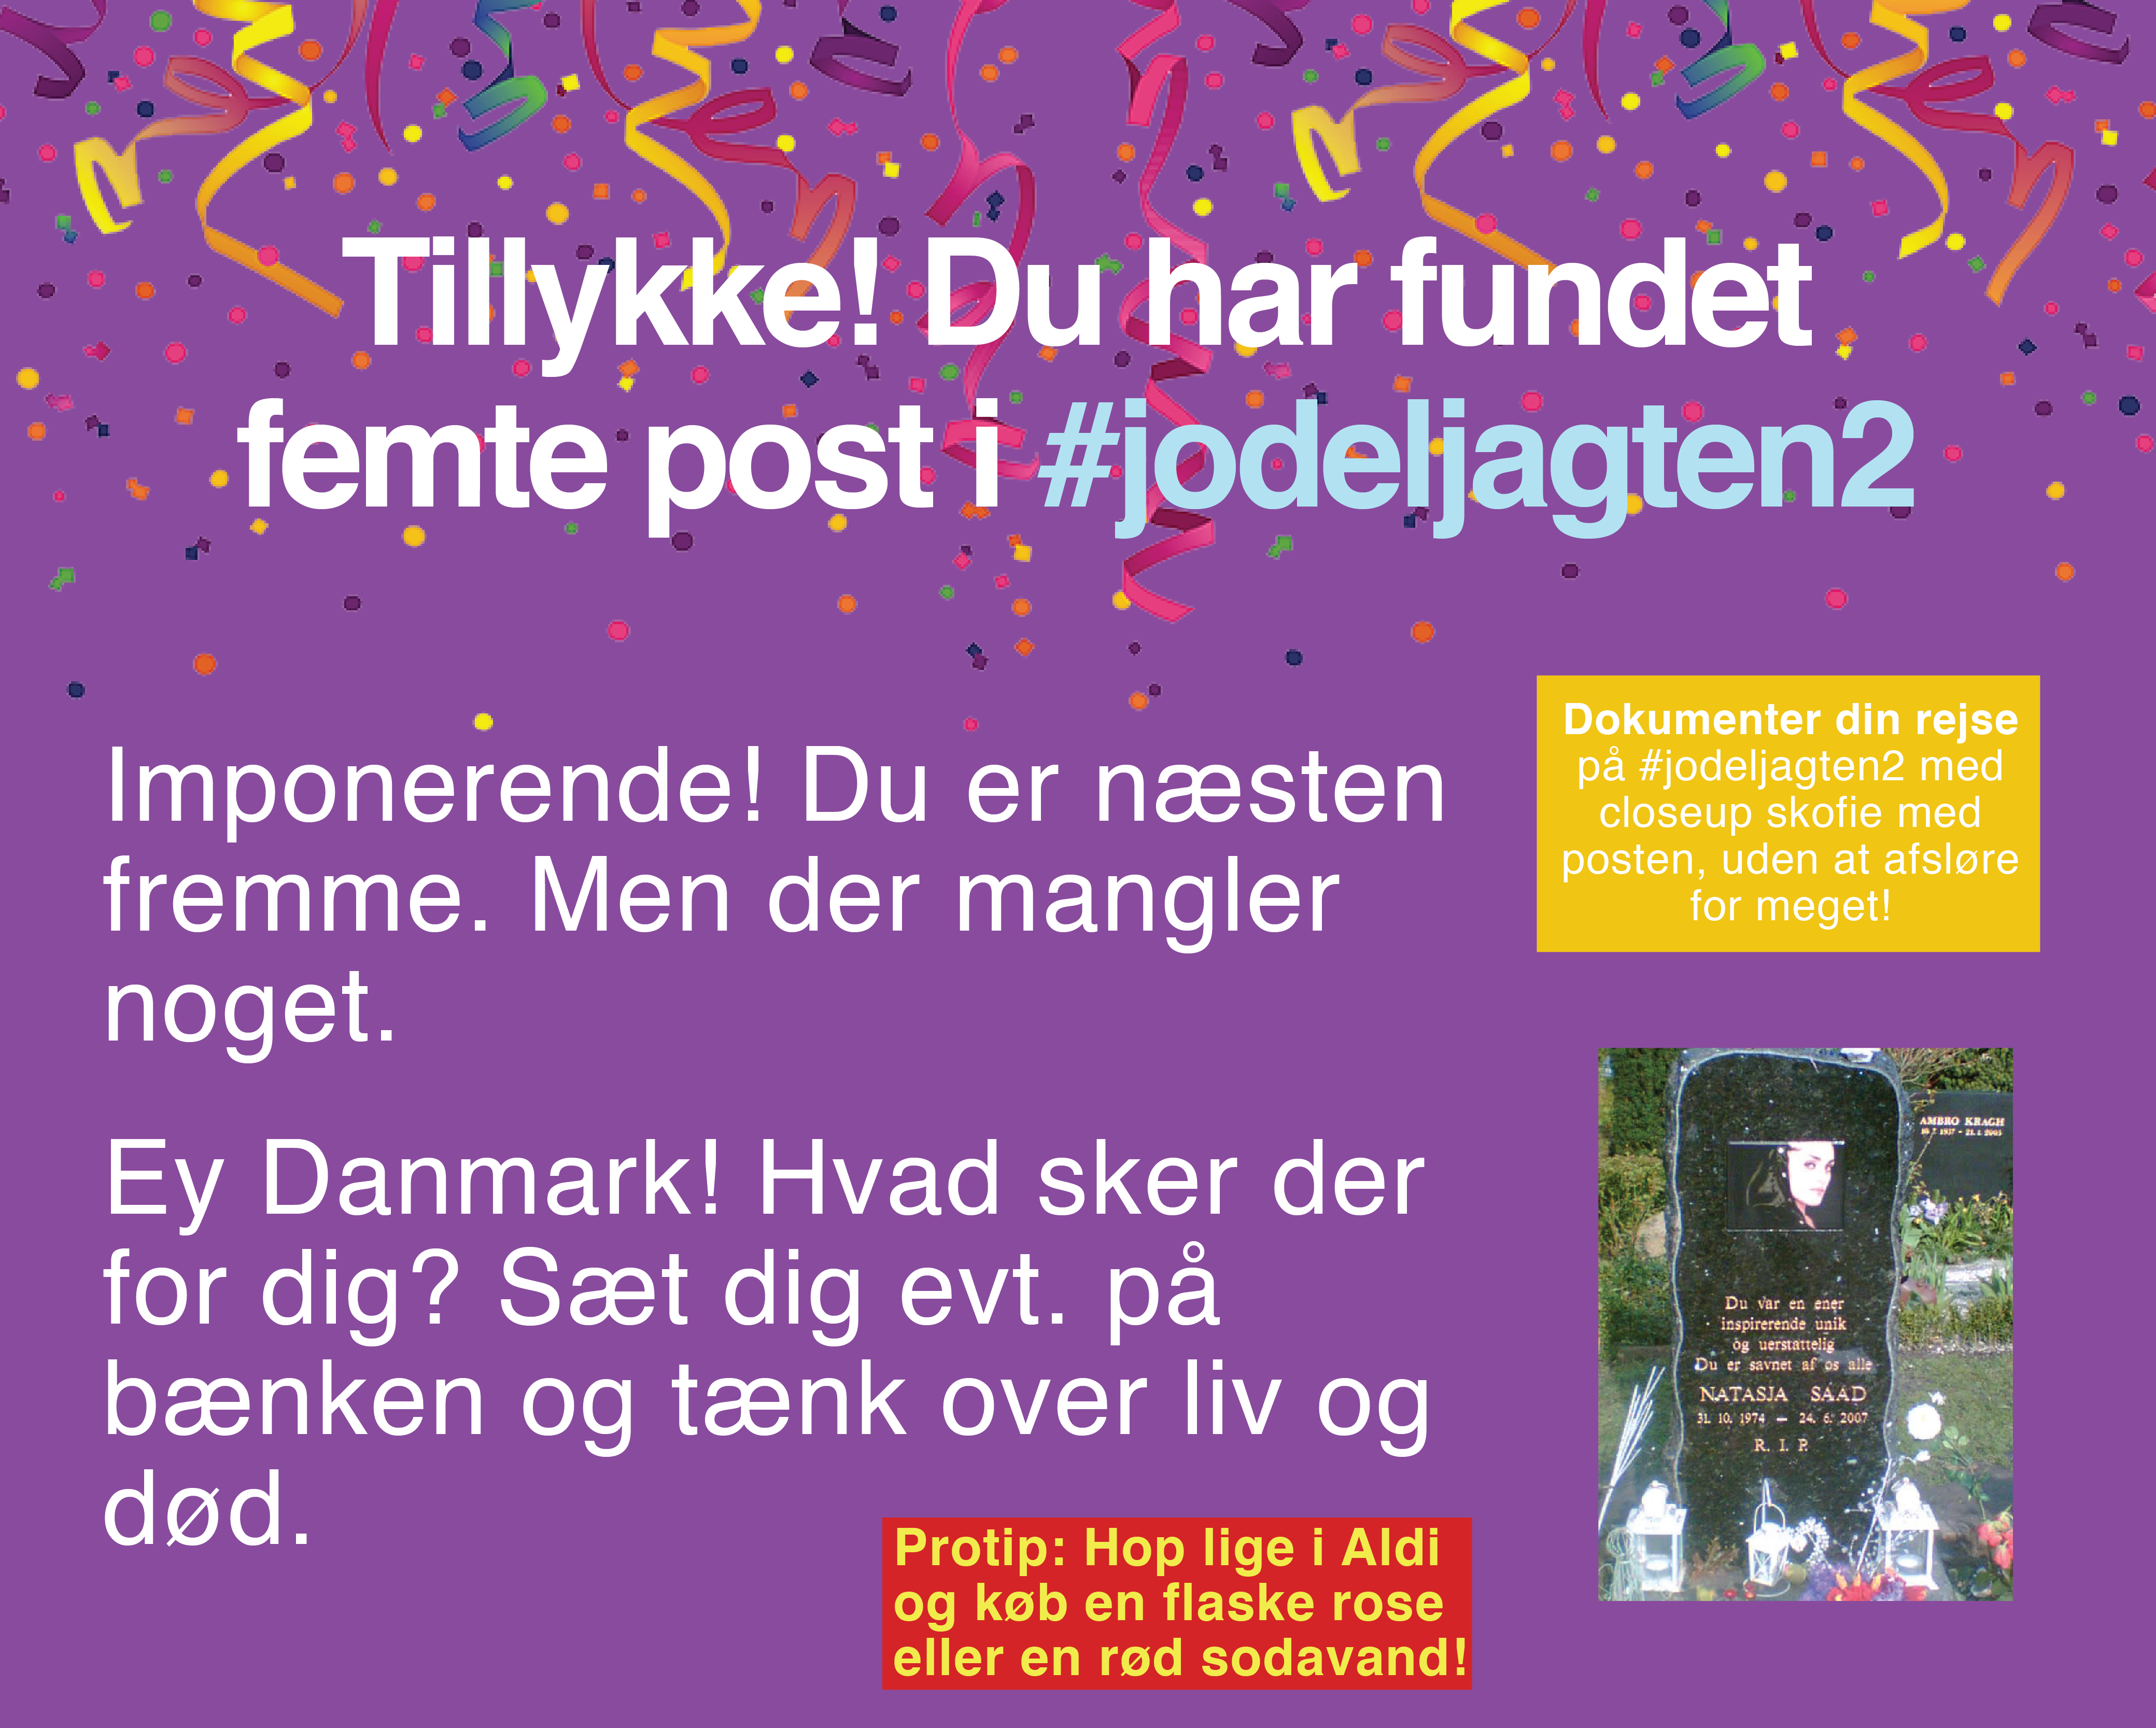 Tillykke! Du har fundet
femte post i #jodeljagten2
Imponerende! Du er næsten
fremme. Men der mangler
noget.
Ey Danmark! Hvad sker der
for dig? Sæt dig evt. på
bænken og tænk over liv og
død.
Protip: Hop lige i Aldi
og køb en flaske rose
eller en rød sodavand!
Dokumenter din rejse
på #jodeljagten2 med
closeup skofie med
posten, uden at afsløre
for meget!
AMBRO KRAGH
1937 - 21. 1. 2005
Du var en ener
inspirerende unik
og uerstattelig
Du er savnet af os alle
NATASJA SAAD
31. 10. 1974 — 24. 6. 2007
R. I. P.